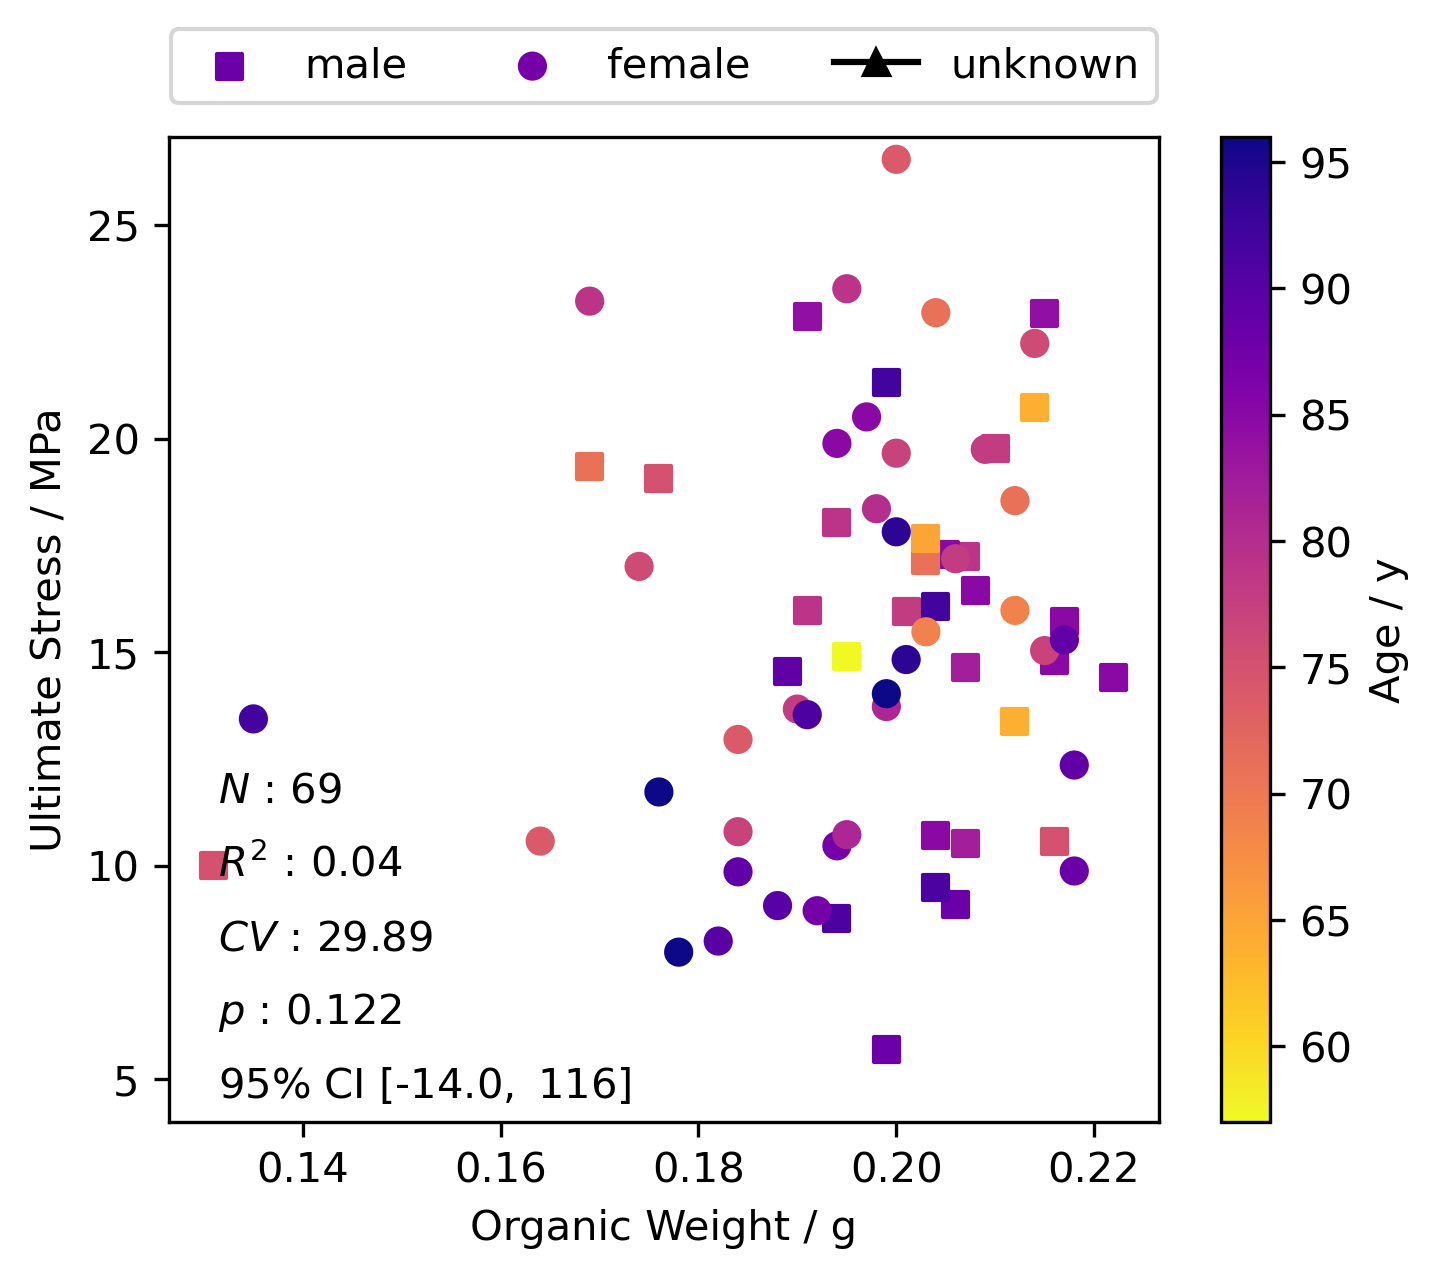 male female unknown
25
20
15
10
5
Ultimate Stress / MPa
N : 69
R² : 0.04
CV : 29.89
p : 0.122
95% CI [-14.0, 116]
0.14 0.16 0.18 0.20 0.22
Organic Weight / g
95
90
85
80
75
70
65
60
Age / y